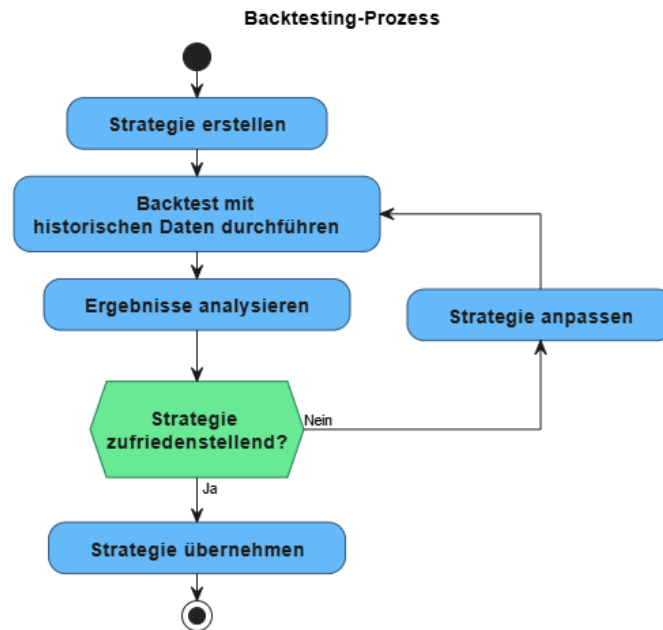 Backtesting-Prozess
Strategie erstellen
Backtest mit
historischen Daten durchführen
Ergebnisse analysieren
Strategie anpassen
Strategie
zufriedenstellend?
Nein
Ja
Strategie übernehmen